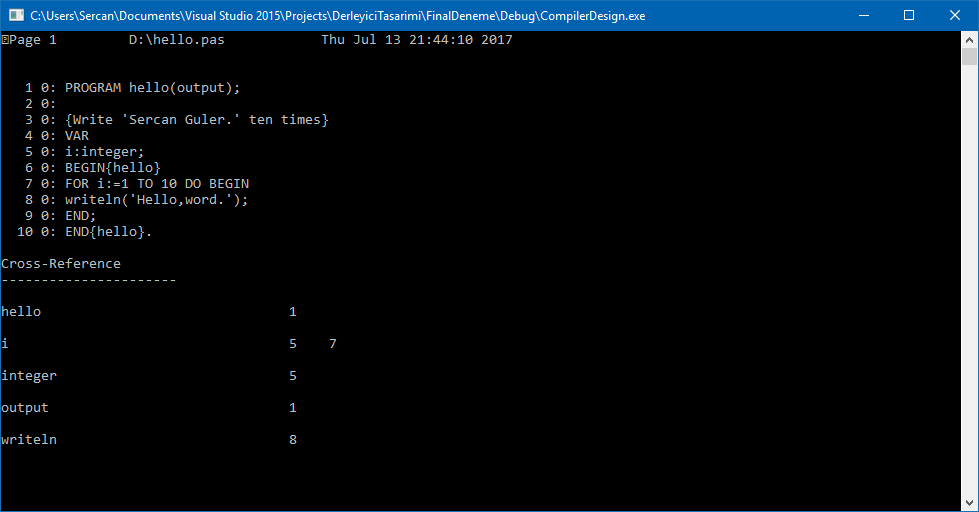 C:\Users\Sercan\Documents\Visual Studio 2015\Projects\DerleyiciTasarimi\FinalDeneme\Debug\CompilerDesign.exe
Page 1 D:\hello.pas Thu Jul 13 21:44:10 2017
1 0: PROGRAM hello(output);
2 0:
3 0: {Write 'Sercan Guler.' ten times}
4 0: VAR
5 0: i:integer;
6 0: BEGIN{hello}
7 0: FOR i:=1 TO 10 DO BEGIN
8 0: writeln('Hello,word.');
9 0: END;
10 0: END{hello}.
Cross-Reference
----------------------
hello 1
i 5 7
integer 5
output 1
writeln 8